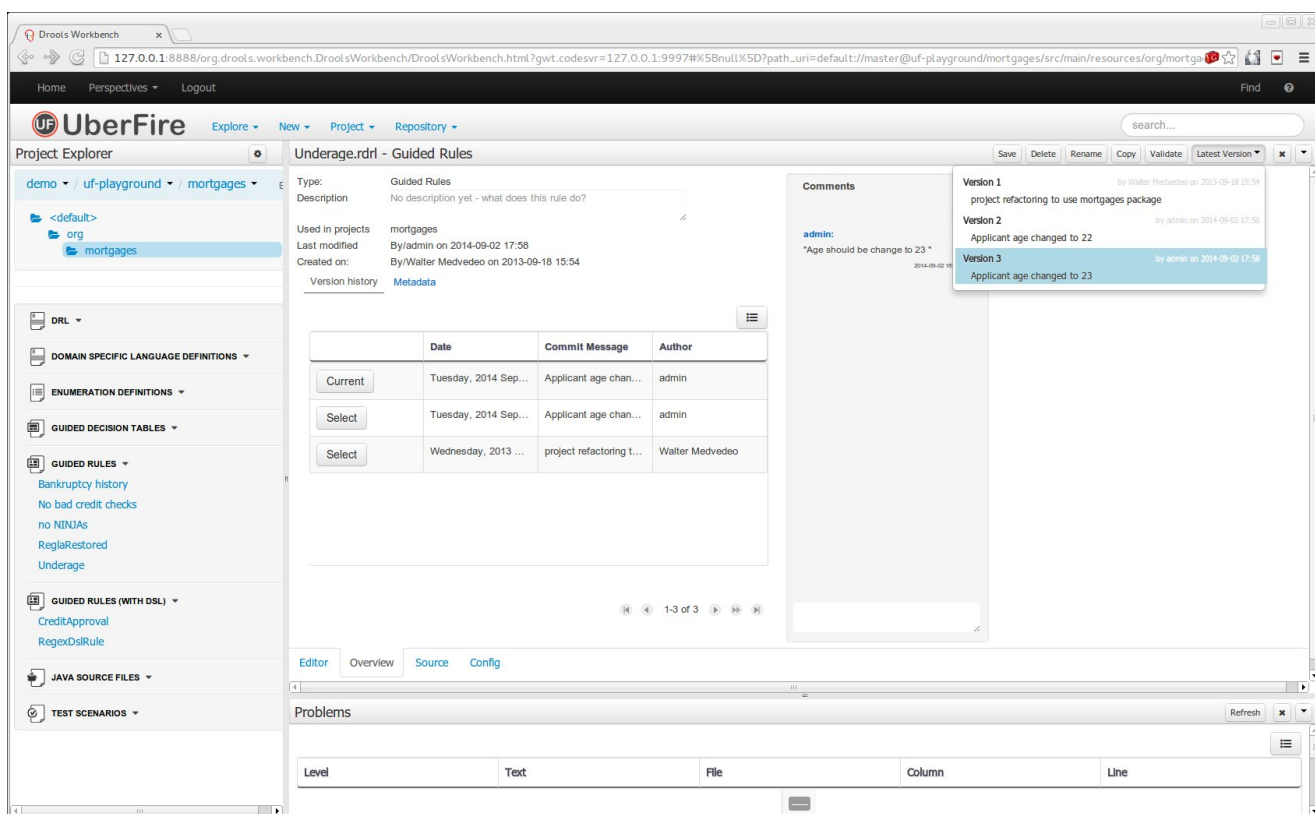 Drools Workbench
127.0.0.1:8888/org.drools.workbench.DroolsWorkbench/DroolsWorkbench.html?gwt.codesvr=127.0.0.1:9997#%5Bnull%5D?path_uri=default://master@uf-playground/mortgages/src/main/resources/org/mortga
Home Perspectives Logout Find
UF UberFire Explore New Project Repository search...
Project Explorer
Underage.rdrl - Guided Rules Save Delete Rename Copy Validate Latest Version
demo / uf-playground / mortgages
<default>
org
mortgages
DRL
DOMAIN SPECIFIC LANGUAGE DEFINITIONS
ENUMERATION DEFINITIONS
GUIDED DECISION TABLES
GUIDED RULES
Bankruptcy history
No bad credit checks
no NINJAs
ReglaRestored
Underage
GUIDED RULES (WITH DSL)
CreditApproval
RegexDslRule
JAVA SOURCE FILES
TEST SCENARIOS
Type: Guided Rules
Description No description yet - what does this rule do?
Used in projects mortgages
Last modified By/admin on 2014-09-02 17:58
Created on: By/Walter Medvedeo on 2013-09-18 15:54
Version history Metadata
Date Commit Message Author
Current Tuesday, 2014 Sep... Applicant age chan... admin
Select Tuesday, 2014 Sep... Applicant age chan... admin
Select Wednesday, 2013 ... project refactoring t... Walter Medvedeo
1-3 of 3
Comments
admin:
"Age should be change to 23 "
2014-09-02
Version 1 by Walter Medvedeo on 2013-09-18 15:54
project refactoring to use mortgages package
Version 2 by admin on 2014-09-02 17:56
Applicant age changed to 22
Version 3 by admin on 2014-09-02 17:58
Applicant age changed to 23
Editor Overview Source Config
Problems Refresh
Level Text File Column Line